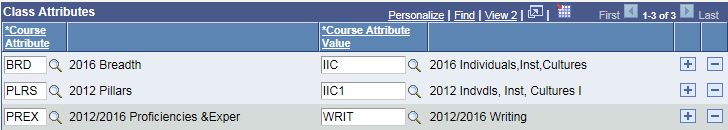 Class Attributes
Personalize | Find | View 2 | First 1-3 of 3 Last
*Course Attribute *Course Attribute Value
BRD 2016 Breadth IIC 2016 Individuals,Inst,Cultures
PLRS 2012 Pillars IIC1 2012 Indvdls, Inst, Cultures I
PREX 2012/2016 Proficiencies &Exper WRIT 2012/2016 Writing